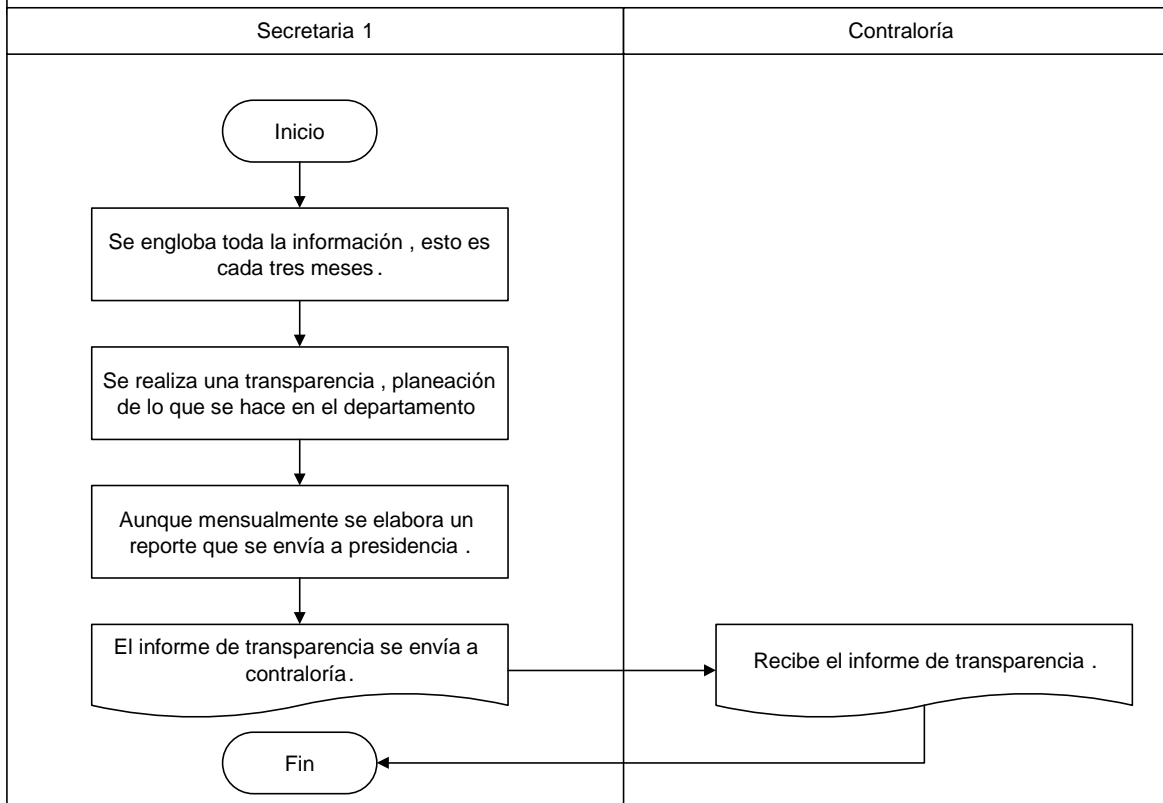 Secretaria 1
Contraloría
Inicio
Se engloba toda la información , esto es
cada tres meses .
Se realiza una transparencia , planeación
de lo que se hace en el departamento
Aunque mensualmente se elabora un
reporte que se envía a presidencia .
El informe de transparencia se envía a
contraloría .
Recibe el informe de transparencia .
Fin